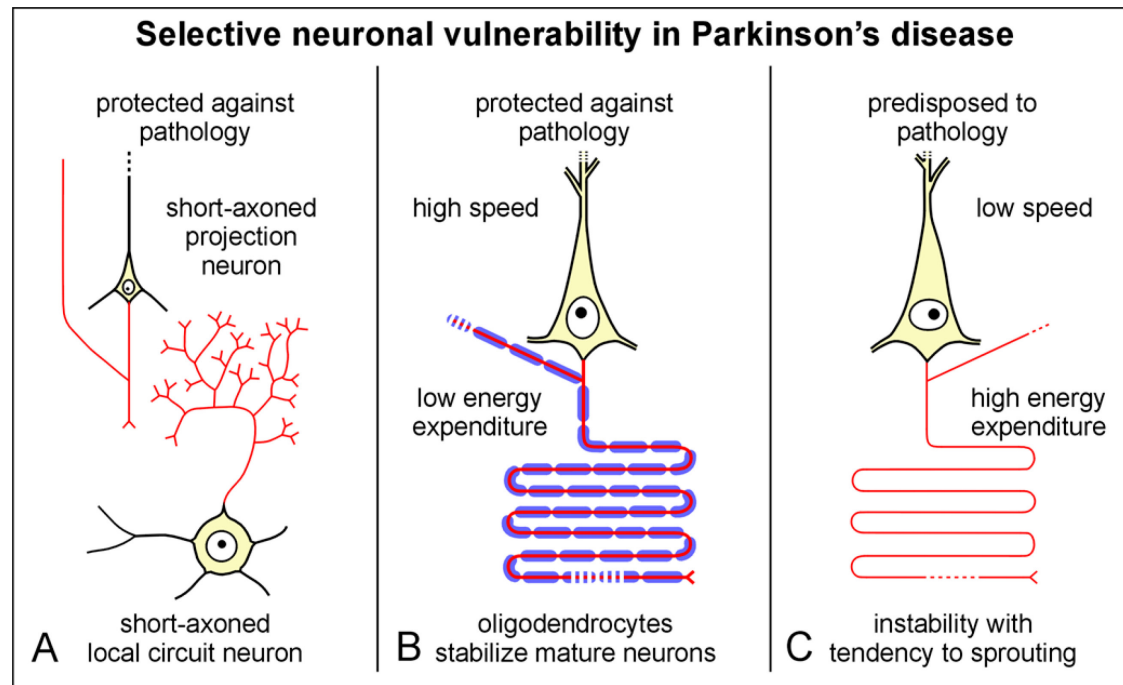 Selective neuronal vulnerability in Parkinson's disease
protected against
pathology
short-axoned
projection
neuron
short-axoned
local circuit neuron
A
protected against
pathology
high speed
low energy
expenditure
oligodendrocytes
stabilize mature neurons
B
predisposed to
pathology
low speed
high energy
expenditure
instability with
tendency to sprouting
C